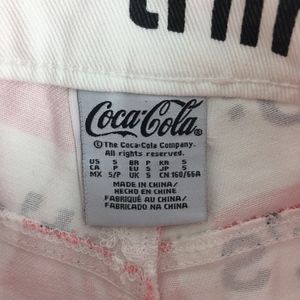 Coca-Cola®
©The Coca-Cola Company.
All rights reserved.
US S BR P KR S
CA P EU S JP S
MX S/P UK S CN 160/66A
MADE IN CHINA/
HECHO EN CHINE
FABRIQUÉ AU CHINA/
FABRICADO NA CHINA